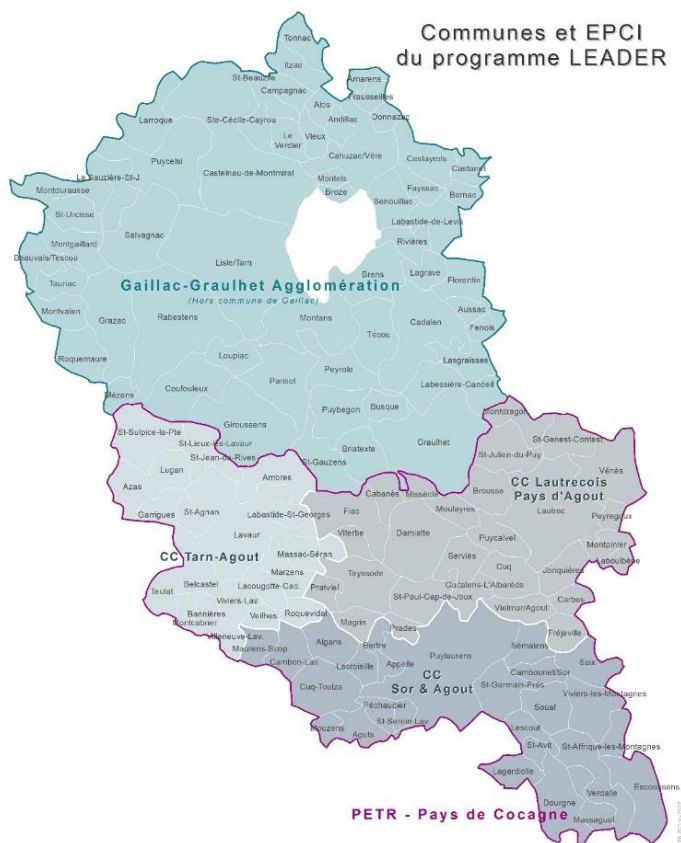 Communes et EPCI
du programme LEADER
Tonnac
Itzac
St-Beauzile
Campagnac
Amarens
Frausseilles
Alos
Donnazac
Larroque
Ste-Cécile-Cayrou
Andillac
Le
Verdier
Vieux
Puycelsi
Cahuzac/Vère
Castelnau-de-Montmiral
Montels
Broze
Cestayrols
Castanet
Fayssac
Bernac
La Sauzière-St-J.
Montdurausse
Senouillac
St-Urcisse
Labastide-de-Levis
Salvagnac
Rivières
Montgaillard
Beauvais/Tescou
Lisle/Tarn
Tauriac
Brens
Lagrave
Florentin
Gaillac-Graulhet Agglomération
(Hors commune de Gaillac)
Montvalen
Grazac
Rabastens
Montans
Cadalen
Aussac
Fenols
Técou
Roquemaure
Loupiac
Peyrole
Lasgraisses
Parisot
Coufouleux
Labessière-Candeil
Mézens
Puybegon
Busque
Giroussens
Briatexte
Graulhet
Montdragon
St-Sulpice-la-Pte
St-Lieux-lès-Lavaur
St-Jean-de-Rives
St-Gauzens
St-Genest-Contest
St-Julien-du-Puy
Lugan
Ambres
Cabanès
Missècle
Brousse
CC Lautrecois
Pays d'Agout
Vénès
Azas
St-Agnan
Garrigues
Labastide-St-Georges
Fiac
Moulayres
Lautrec
Peyregoux
Lavaur
Viterbe
Damiatte
Puycalvel
Montpinier
CC Tarn-Agout
Massac-Séran
Serviès
Cuq
Jonquières
Laboulbène
Marzens
Teyssode
Teulat
Belcastel
Lacougotte-Cad.
Pratviel
Guitalens-L'Albarède
Viviers-Lav.
St-Paul-Cap-de-Joux
Carbes
Bannières
Montcabrier
Veilhes
Roquevidal
Magrin
Prades
Vielmur/Agout
Fréjeville
Villeneuve-Lav.
Maurens-Scop.
Algans
Bertre
Puylaurens
Sémalens
Cambon-Lav.
Lacroisille
Appelle
CC
Sor & Agout
Cambounet/Sor
Saix
Cuq-Toulza
St-Germain-Prés
Viviers-les-Montagnes
Péchaudier
Soual
Mouzens
Aguts
St-Sernin-Lav.
Lescout
St-Avit
St-Affrique-les-Montagnes
Lagardiolle
Escoussens
Verdalle
Dourgne
Massaguel
PETR - Pays de Cocagne